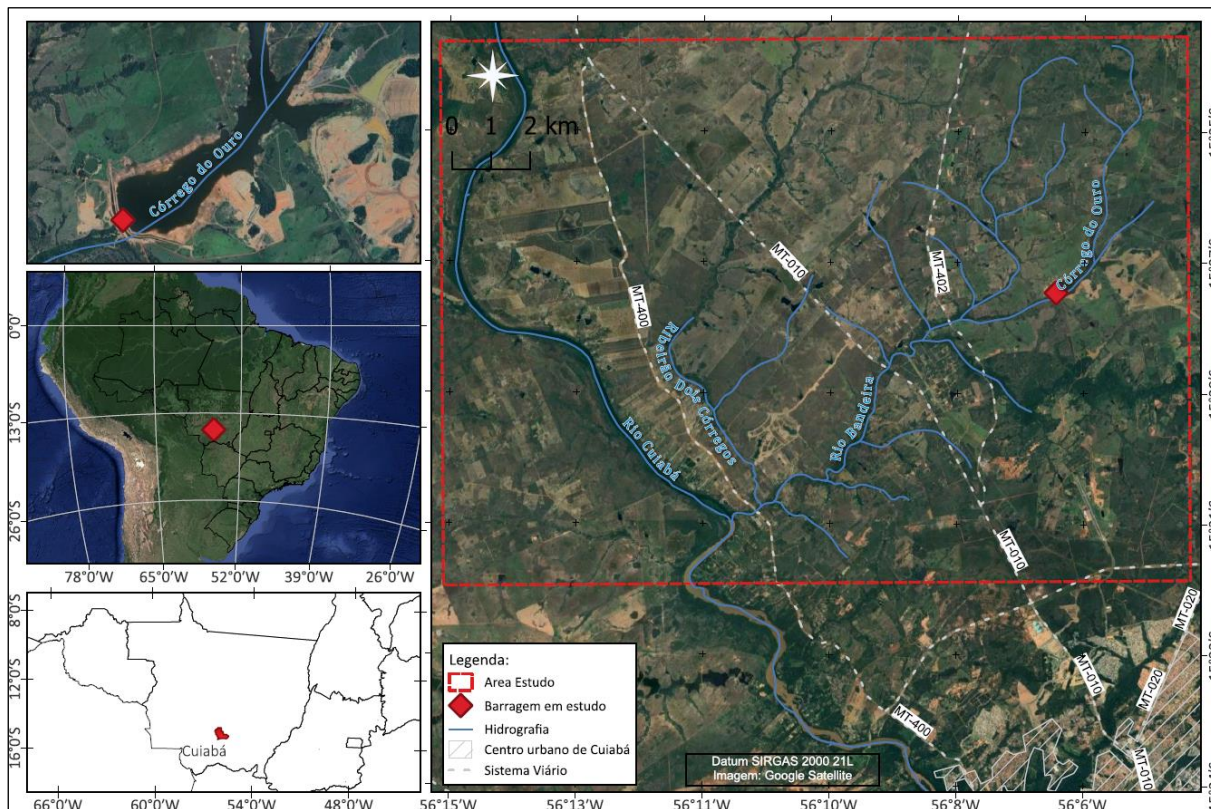 Córrego do Ouro
0°0'
13°0'S
26°0'S
78°0'W
65°0'W
52°0'W
39°0'W
26°0'W
8°0'S
12°0'S
16°0'S
Cuiabá
66°0'W
60°0'W
54°0'W
48°0'W
0 1 2 km
MT-400
MT-010
MT-402
Córrego do Ouro
Ribeirão Dois Córregos
Rio Bandeira
Rio Cuiabá
MT-010
MT-020
MT-010
MT-020
MT-400
MT-010
Legenda:
Area Estudo
Barragem em estudo
Hidrografia
Centro urbano de Cuiabá
Sistema Viário
Datum SIRGAS 2000 21L
Imagem: Google Satellite
56°15'W
56°13'W
56°11'W
56°10'W
56°8'W
56°6'W